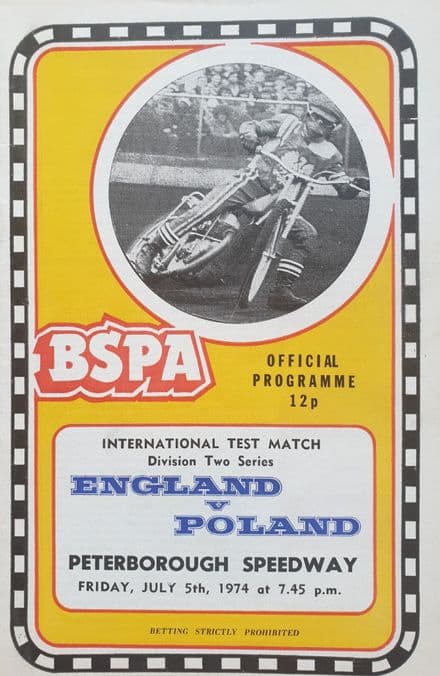 BSPA
OFFICIAL
PROGRAMME
12p
INTERNATIONAL TEST MATCH
Division Two Series
ENGLAND
v
POLAND
PETERBOROUGH SPEEDWAY
FRIDAY, JULY 5th, 1974 at 7.45 p.m.
BETTING STRICTLY PROHIBITED